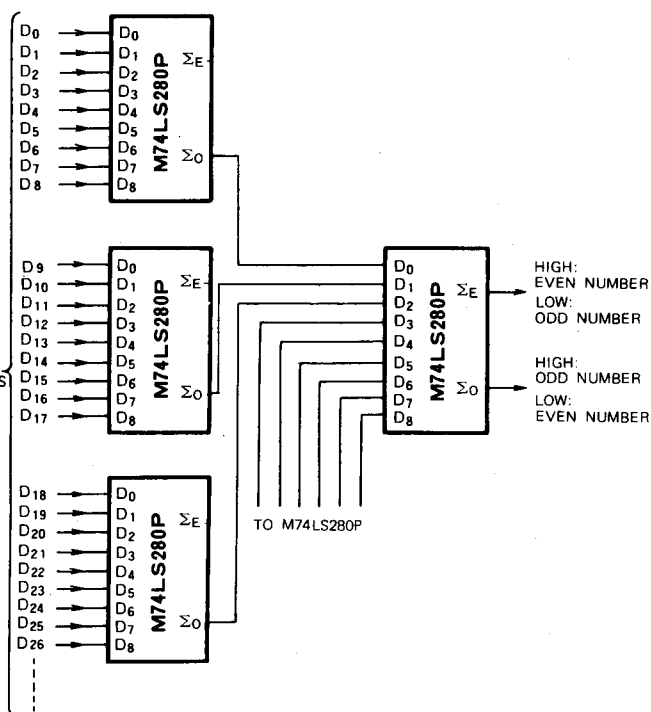 D0 D0
D1 D1
D2 D2 ΣE
D3 D3
D4 D4
D5 D5
D6 D6
D7 D7 ΣO
D8 D8
M74LS280P
D9 D0
D10 D1 ΣE
D11 D2
D12 D3
D13 D4
D14 D5
D15 D6
D16 D7 ΣO
D17 D8
M74LS280P
S
D18 D0
D19 D1
D20 D2 ΣE
D21 D3
D22 D4
D23 D5
D24 D6
D25 D7 ΣO
D26 D8
M74LS280P
D0
D1
D2 ΣE
D3
D4
D5
D6
D7 ΣO
D8
M74LS280P
HIGH:
EVEN NUMBER
LOW:
ODD NUMBER
HIGH:
ODD NUMBER
LOW:
EVEN NUMBER
TO M74LS280P